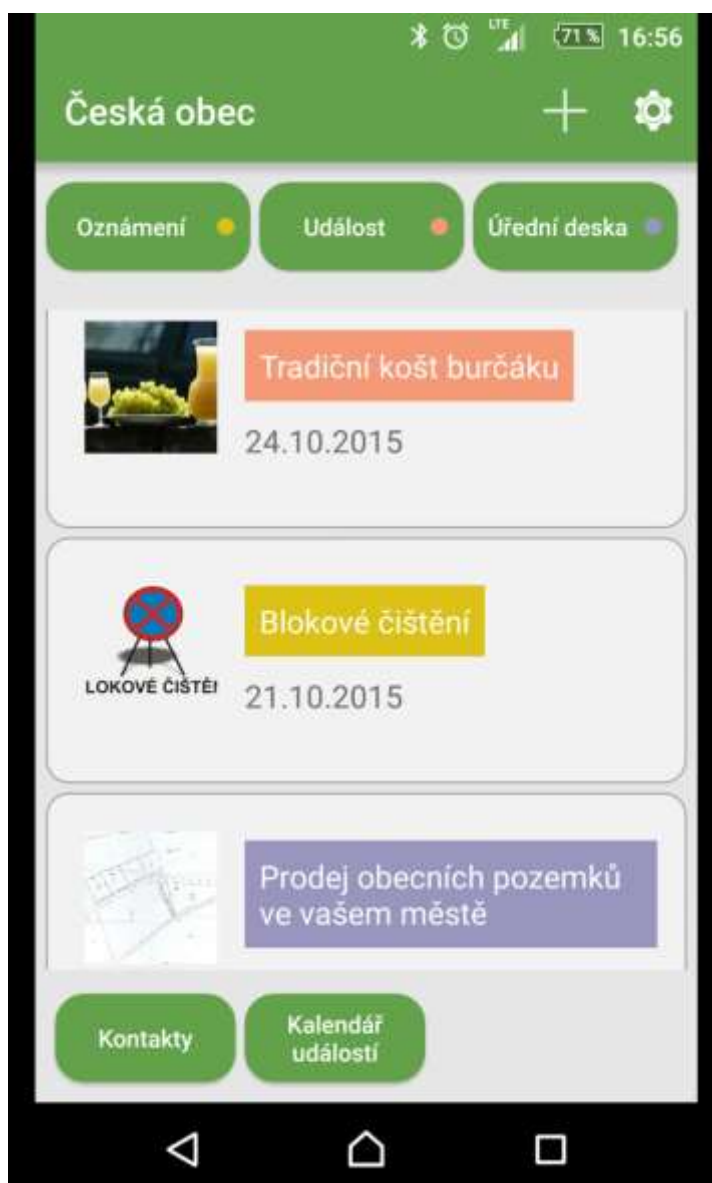 LTE 71% 16:56
Česká obec
Oznámení Událost Úřední deska
Tradiční košt burčáku
24.10.2015
Blokové čištění
LOKOVÉ ČIŠTĚ
21.10.2015
Prodej obecních pozemků
ve vašem městě
Kontakty
Kalendář
událostí